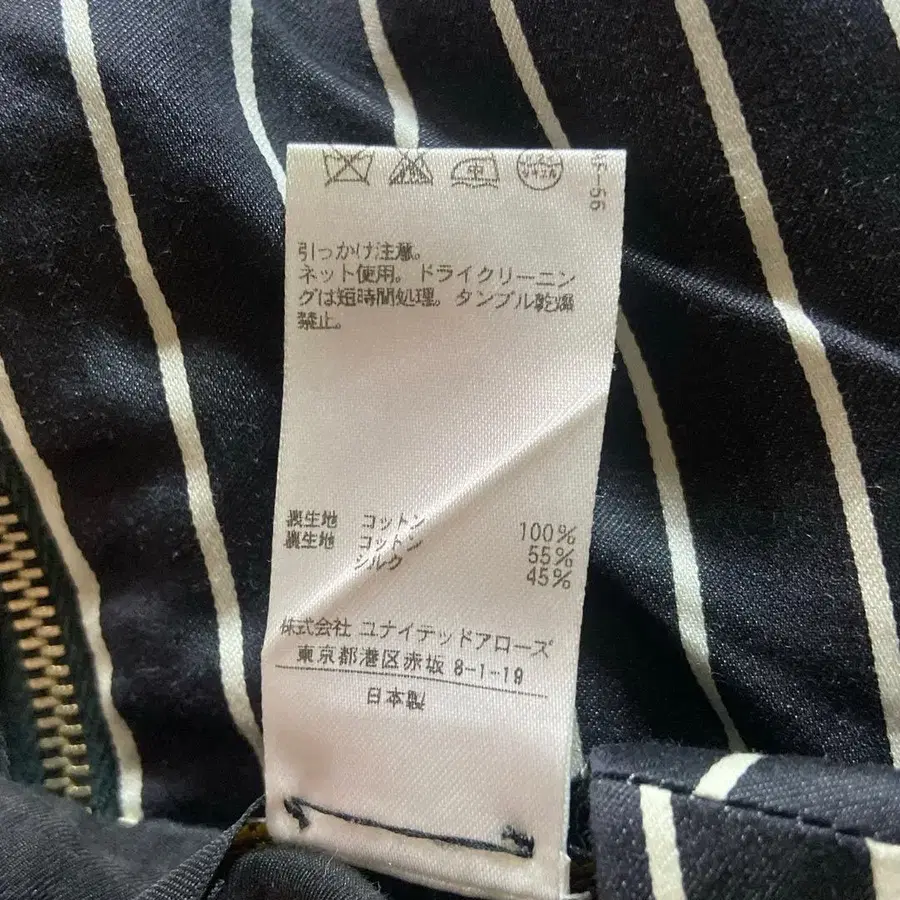 引っかけ注意。
ネット使用。ドライクリーニン
グは短時間処理。タンブル乾燥
禁止。
表生地 コットン 100%
裏生地 コットン 55%
シルク 45%
株式会社 ユナイテッドアローズ
東京都港区赤坂 8-1-19
日本製